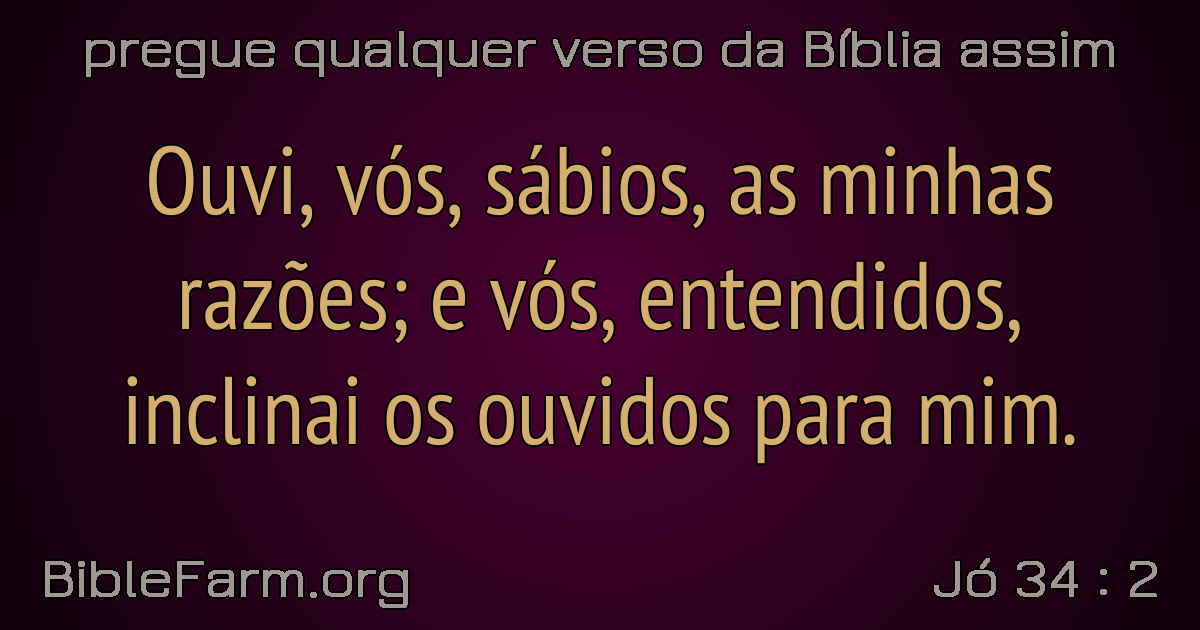 pregue qualquer verso da Bíblia assim
Ouvi, vós, sábios, as minhas
razões; e vós, entendidos,
inclinai os ouvidos para mim.
BibleFarm.org
Jó 34 : 2